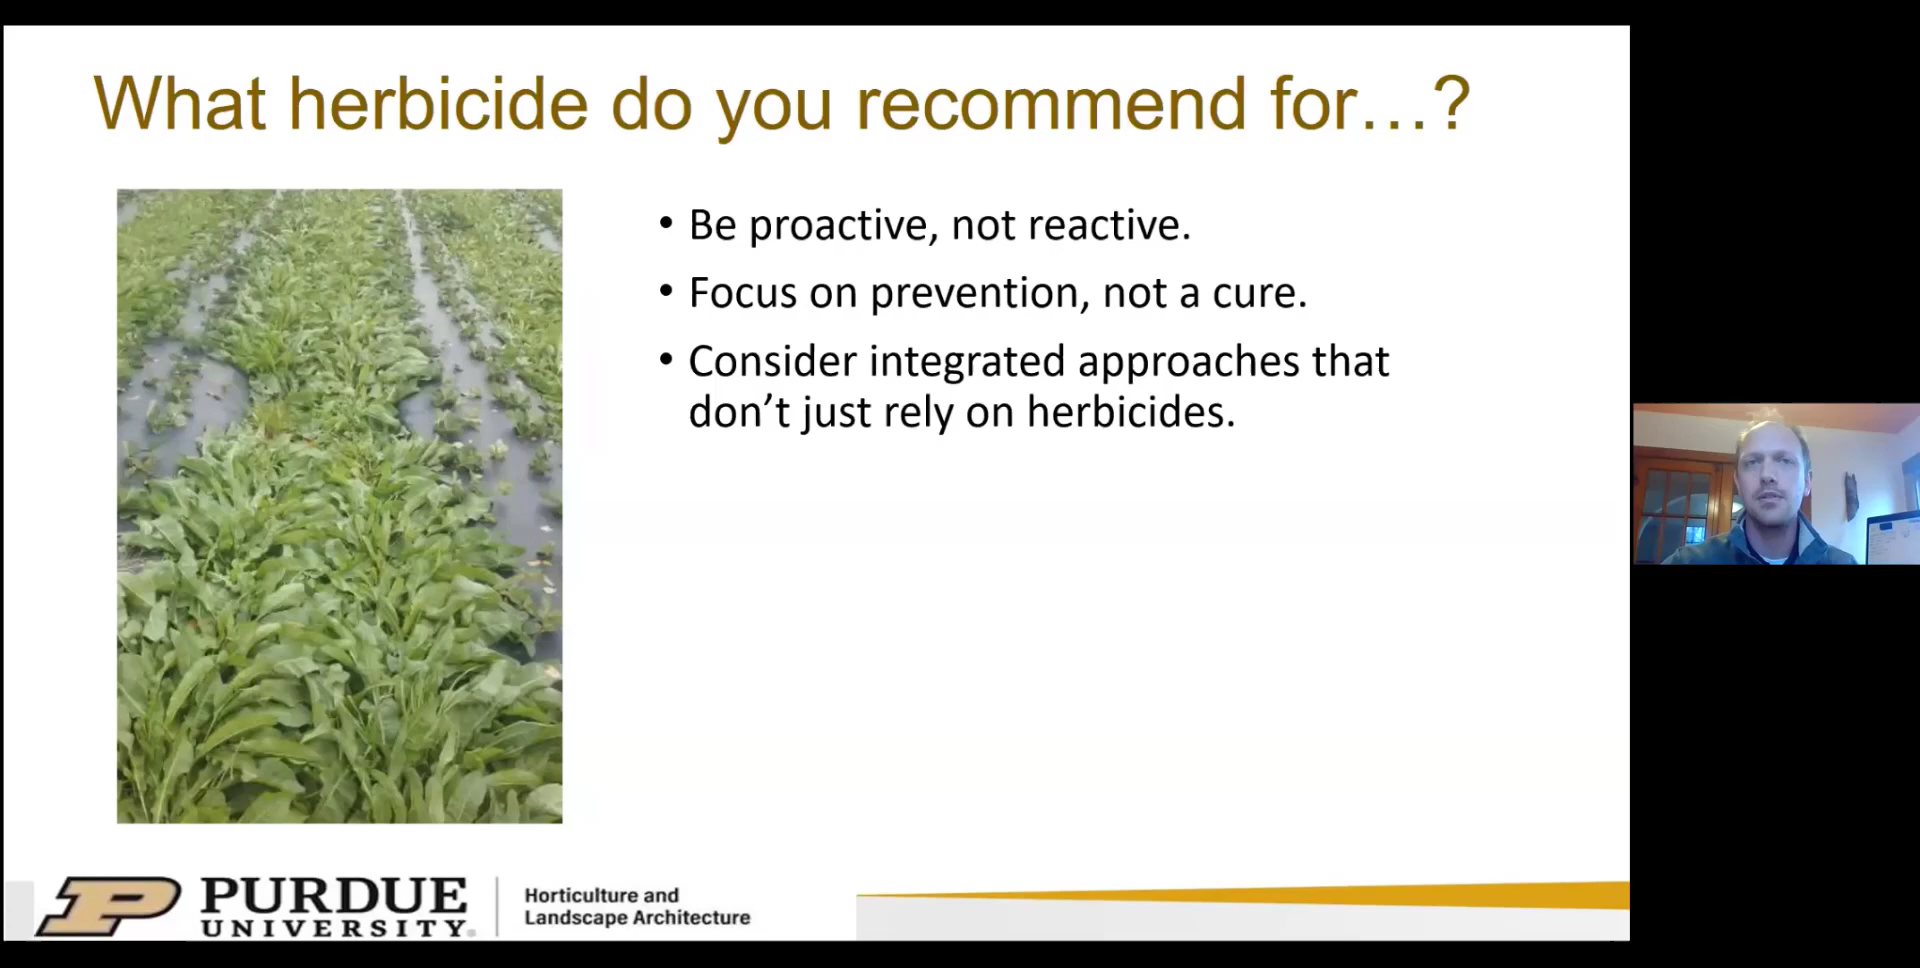 What herbicide do you recommend for…?
• Be proactive, not reactive.
• Focus on prevention, not a cure.
• Consider integrated approaches that
don’t just rely on herbicides.
PURDUE
UNIVERSITY®
Horticulture and
Landscape Architecture